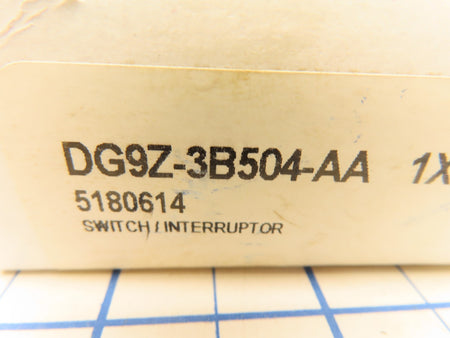 DG9Z-3B504-AA 1X
5180614
SWITCH/INTERRUPTOR